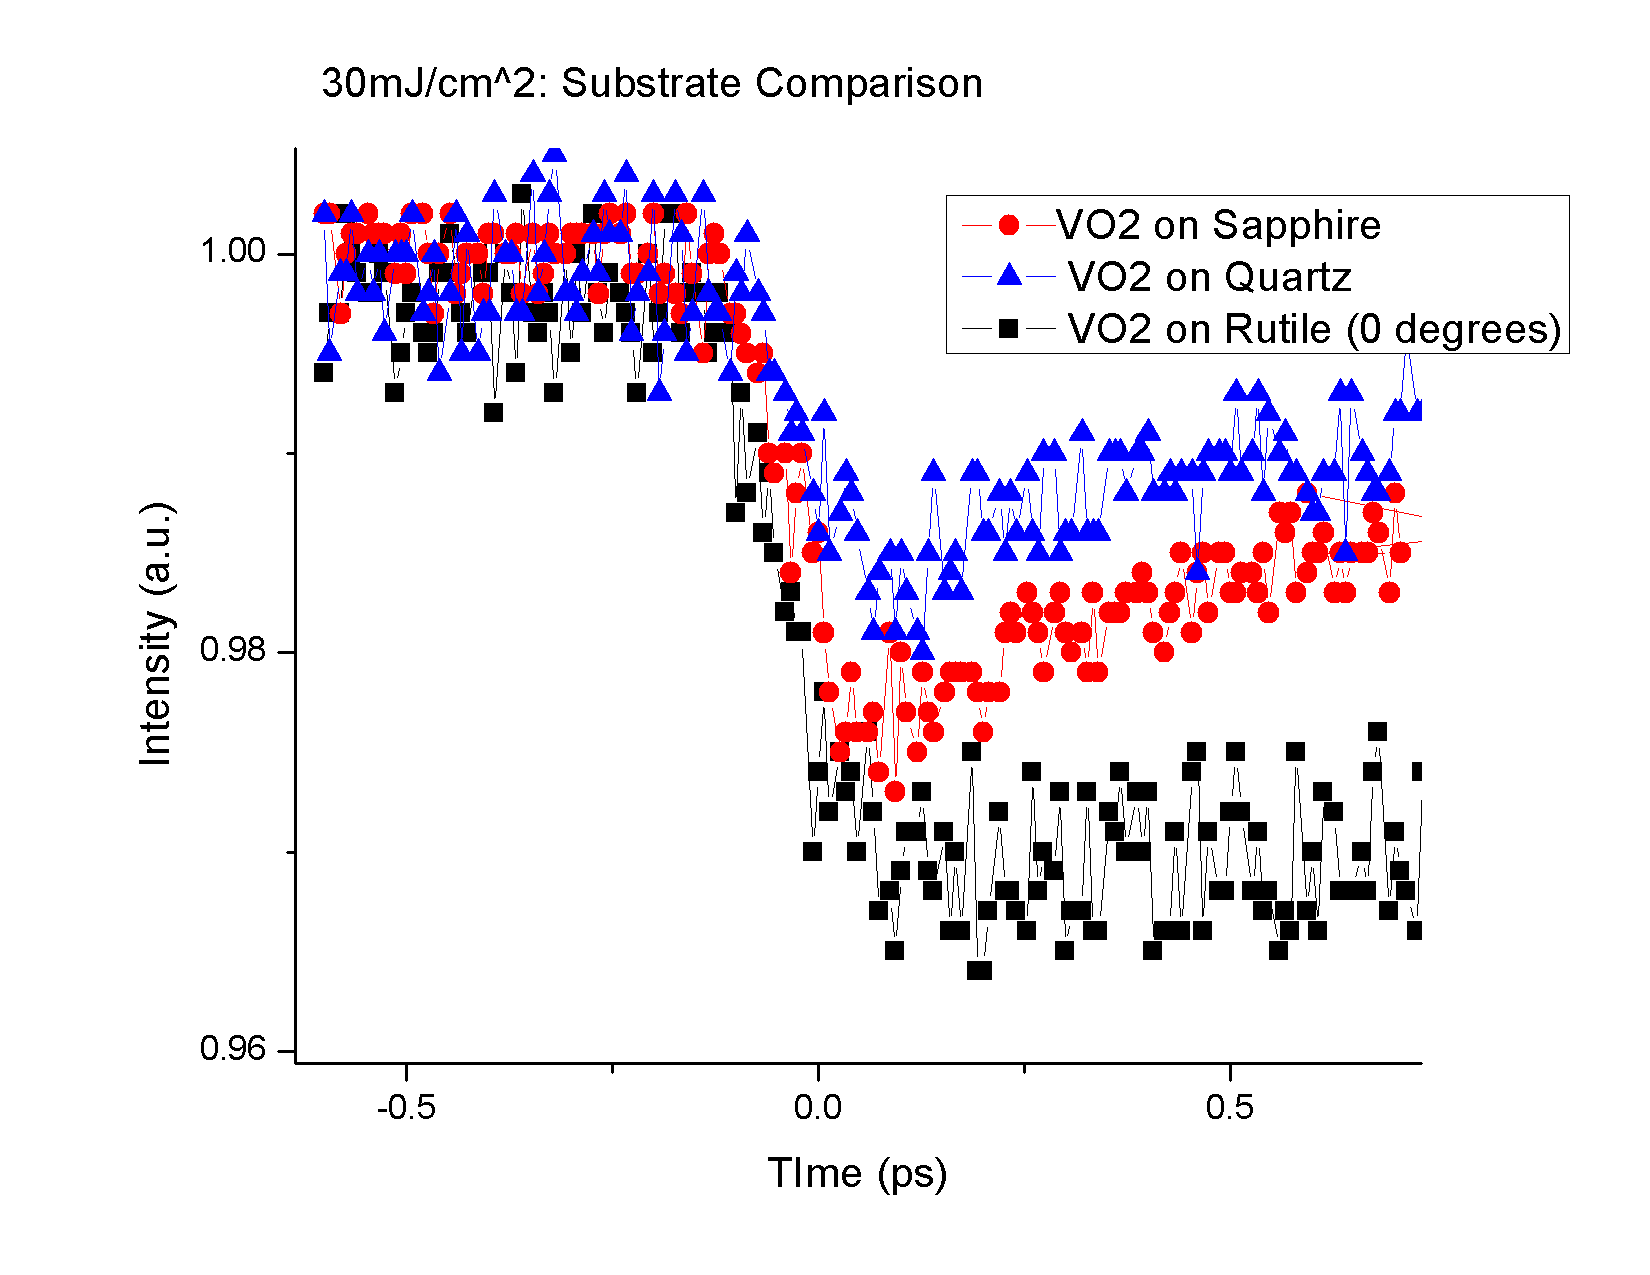 30mJ/cm^2: Substrate Comparison
VO2 on Sapphire
VO2 on Quartz
VO2 on Rutile (0 degrees)
Intensity (a.u.)
1.00
0.98
0.96
-0.5
0.0
0.5
TIme (ps)